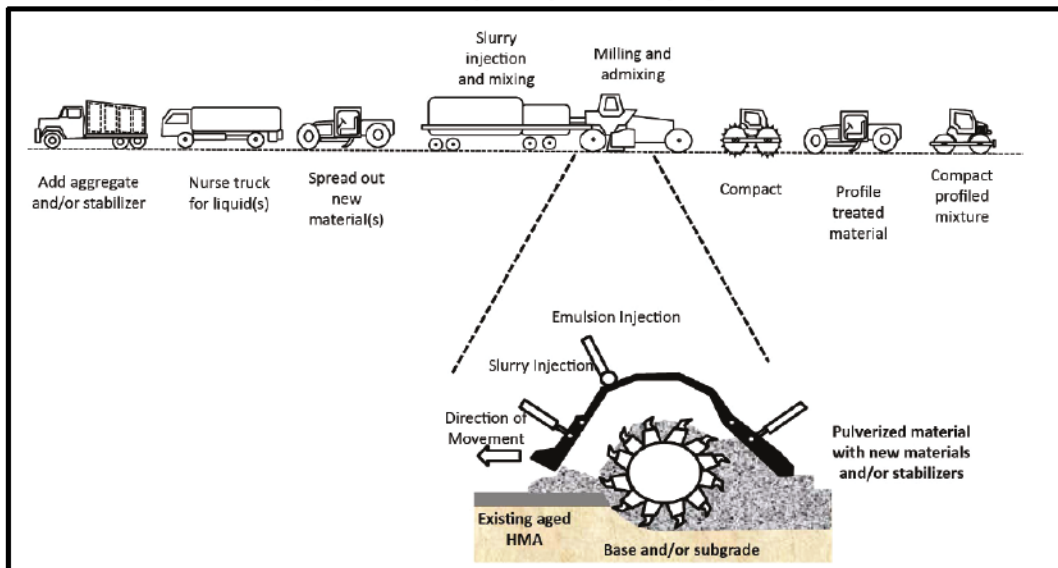 Slurry
injection
and mixing
Milling and
admixing
Add aggregate
and/or stabilizer
Nurse truck
for liquid(s)
Spread out
new
material(s)
Compact
Profile
treated
material
Compact
profiled
mixture
Emulsion Injection
Slurry Injection
Direction of
Movement
Pulverized material
with new materials
and/or stabilizers
Existing aged
HMA
Base and/or subgrade